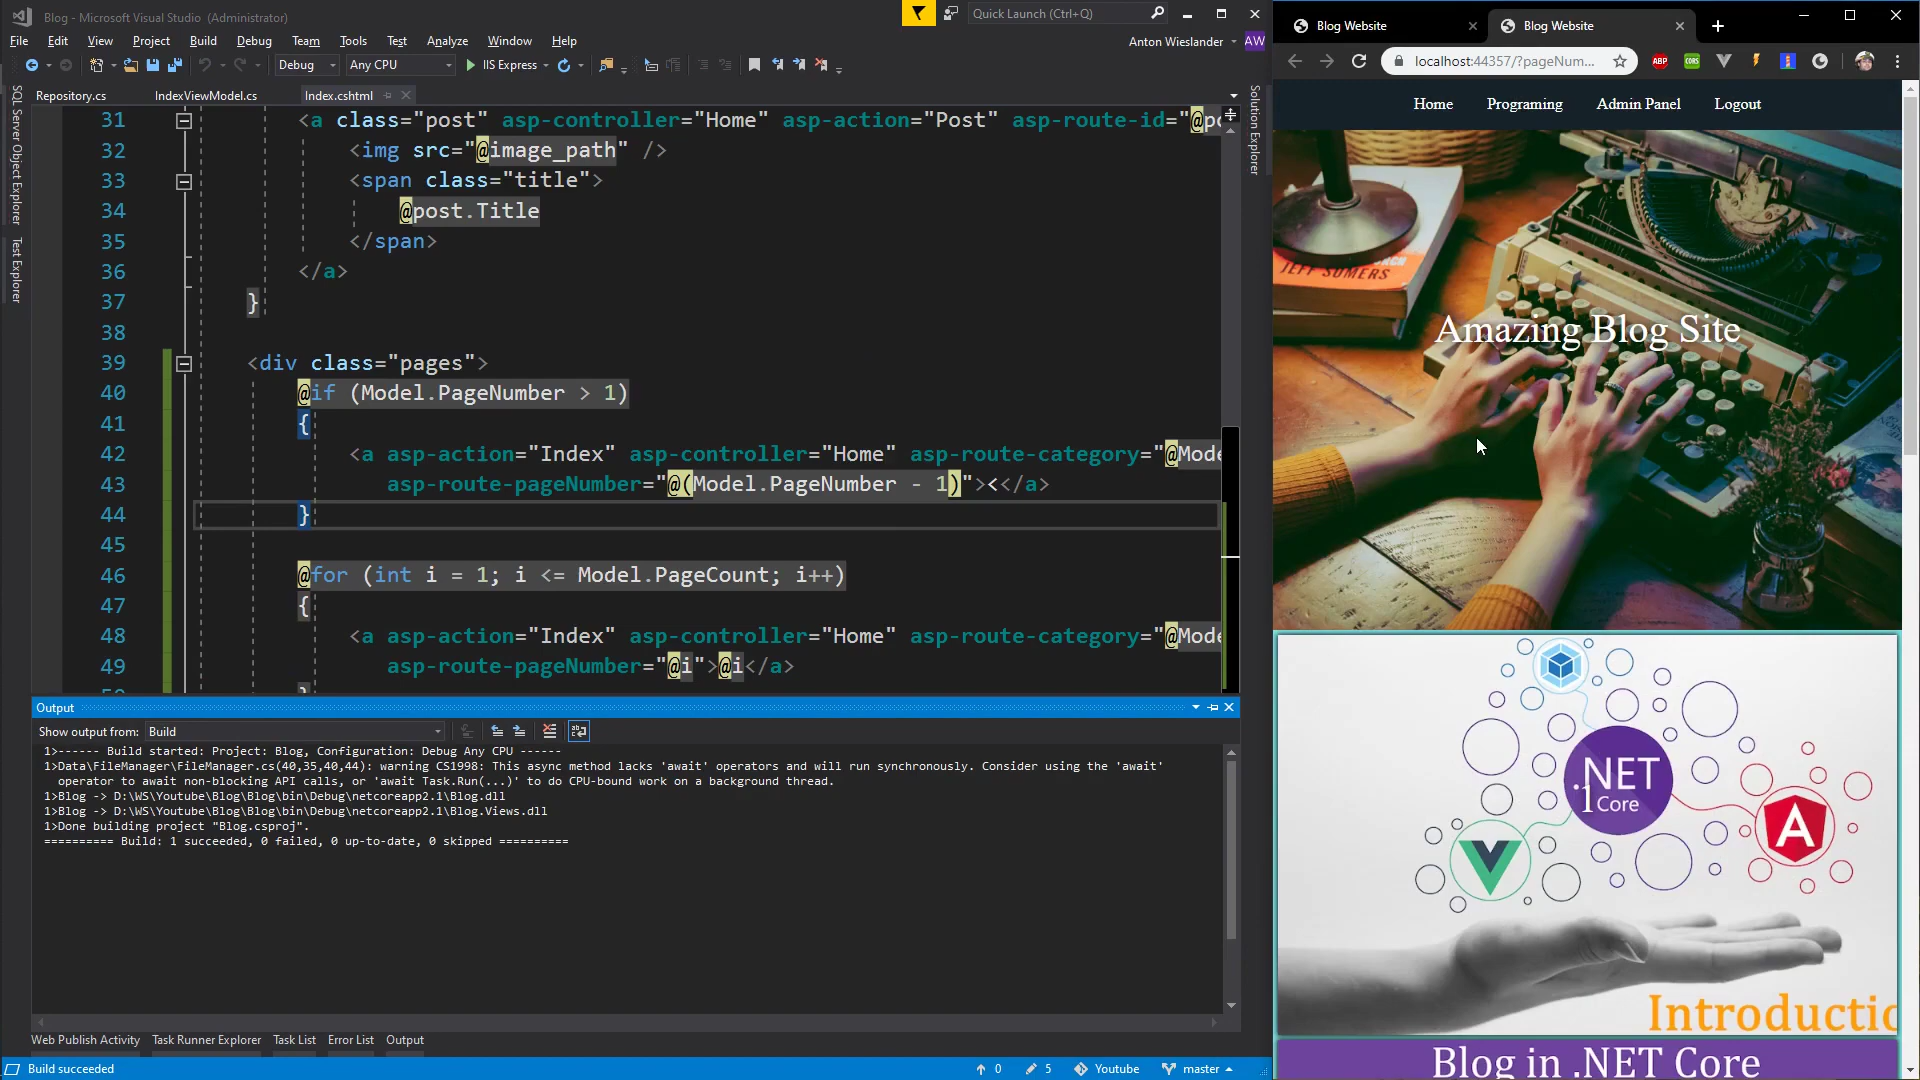 Blog - Microsoft Visual Studio (Administrator)
Quick Launch (Ctrl+Q)
File Edit View Project Build Debug Team Tools Test Analyze Window Help
Anton Wieslander AW
Debug Any CPU IIS Express
Repository.cs IndexViewModel.cs Index.cshtml
SQL Server Object Explorer
Test Explorer
Solution Explorer
31 <a class="post" asp-controller="Home" asp-action="Post" asp-route-id="@po
32 <img src="@image_path" />
33 <span class="title">
34 @post.Title
35 </span>
36 </a>
37 }
38
39 <div class="pages">
40 @if (Model.PageNumber > 1)
41 {
42 <a asp-action="Index" asp-controller="Home" asp-route-category="@Mode
43 asp-route-pageNumber="@(Model.PageNumber - 1)"><</a>
44 }
45
46 @for (int i = 1; i <= Model.PageCount; i++)
47 {
48 <a asp-action="Index" asp-controller="Home" asp-route-category="@Mode
49 asp-route-pageNumber="@i">@i</a>
Output
Show output from: Build
1>------ Build started: Project: Blog, Configuration: Debug Any CPU ------
1>Data\FileManager\FileManager.cs(40,35,40,44): warning CS1998: This async method lacks 'await' operators and will run synchronously. Consider using the 'await'
operator to await non-blocking API calls, or 'await Task.Run(...)' to do CPU-bound work on a background thread.
1>Blog -> D:\WS\Youtube\Blog\Blog\bin\Debug\netcoreapp2.1\Blog.dll
1>Blog -> D:\WS\Youtube\Blog\Blog\bin\Debug\netcoreapp2.1\Blog.Views.dll
1>Done building project "Blog.csproj".
========== Build: 1 succeeded, 0 failed, 0 up-to-date, 0 skipped ==========
Web Publish Activity Task Runner Explorer Task List Error List Output
Build succeeded 0 5 Youtube master
Blog Website Blog Website
localhost:44357/?pageNum...
ABP CORS
Home Programing Admin Panel Logout
JEFF SOMERS
Amazing Blog Site
.NET
.1 Core
A
Introductic
Blog in .NET Core